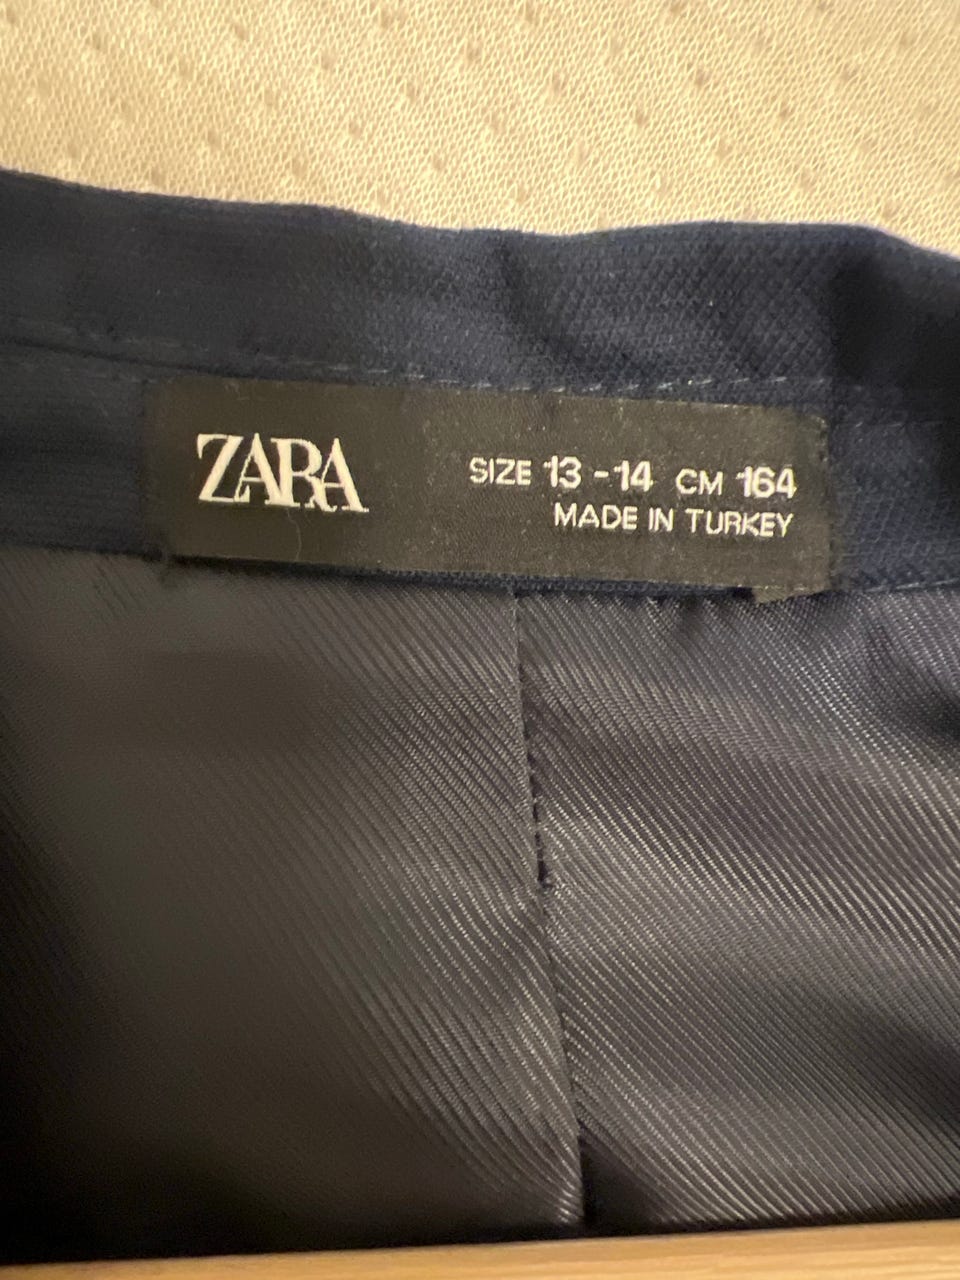 ZARA
SIZE 13 -14 CM 164
MADE IN TURKEY